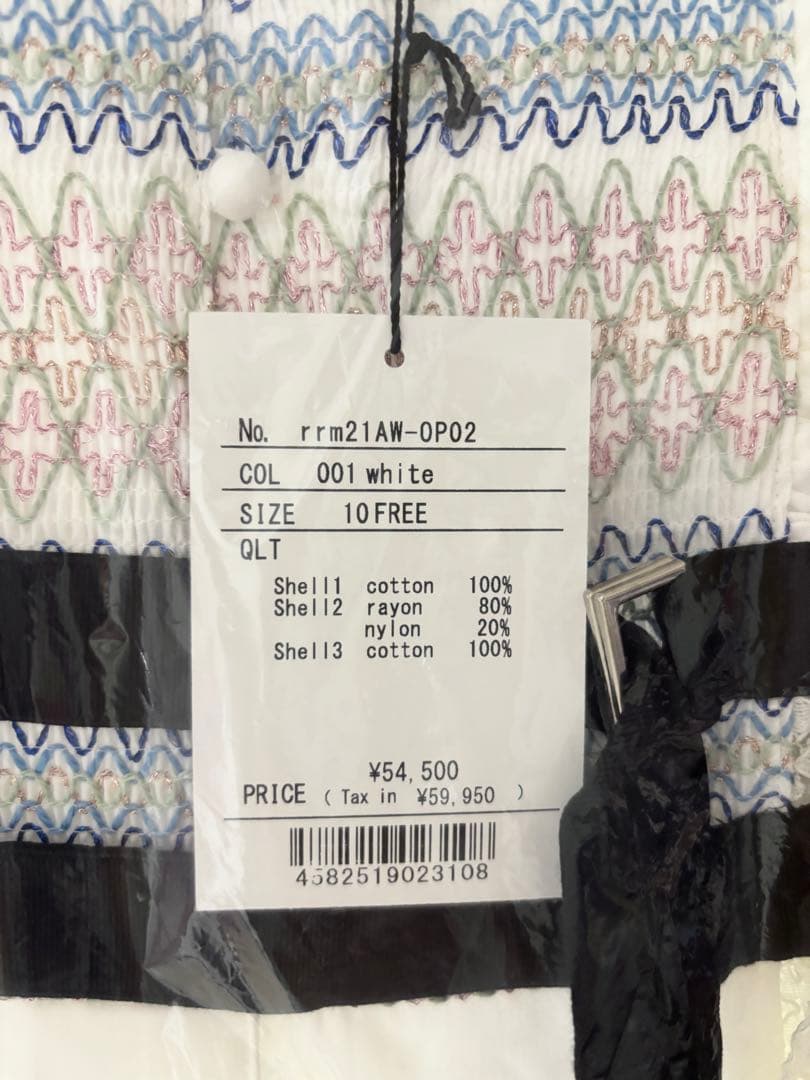 No. rrm21AW-OP02
COL 001 white
SIZE 10 FREE
QLT
Shell1 cotton 100%
Shell2 rayon 80%
nylon 20%
Shell3 cotton 100%
¥54,500
PRICE ( Tax in ¥59,950 )
4582519023108